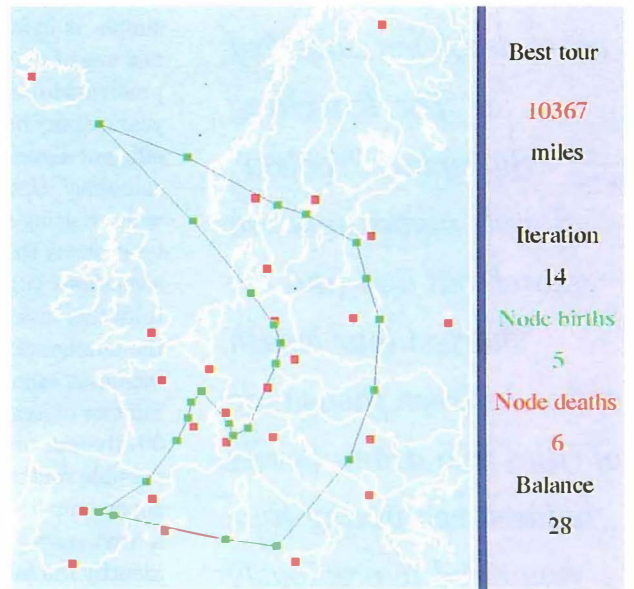 Best tour
10367
miles
Iteration
14
Node births
5
Node deaths
6
Balance
28